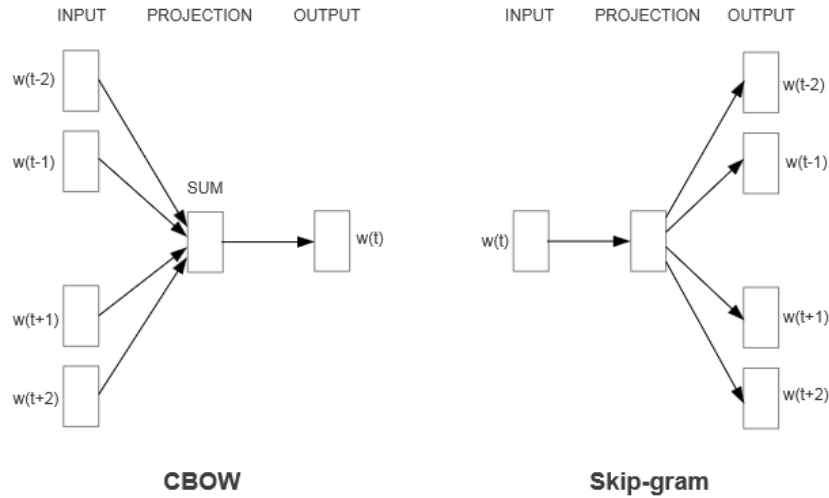 INPUT PROJECTION OUTPUT
w(t-2)
w(t-1)
SUM
w(t)
w(t+1)
w(t+2)
CBOW
INPUT PROJECTION OUTPUT
w(t-2)
w(t-1)
w(t)
w(t+1)
w(t+2)
Skip-gram